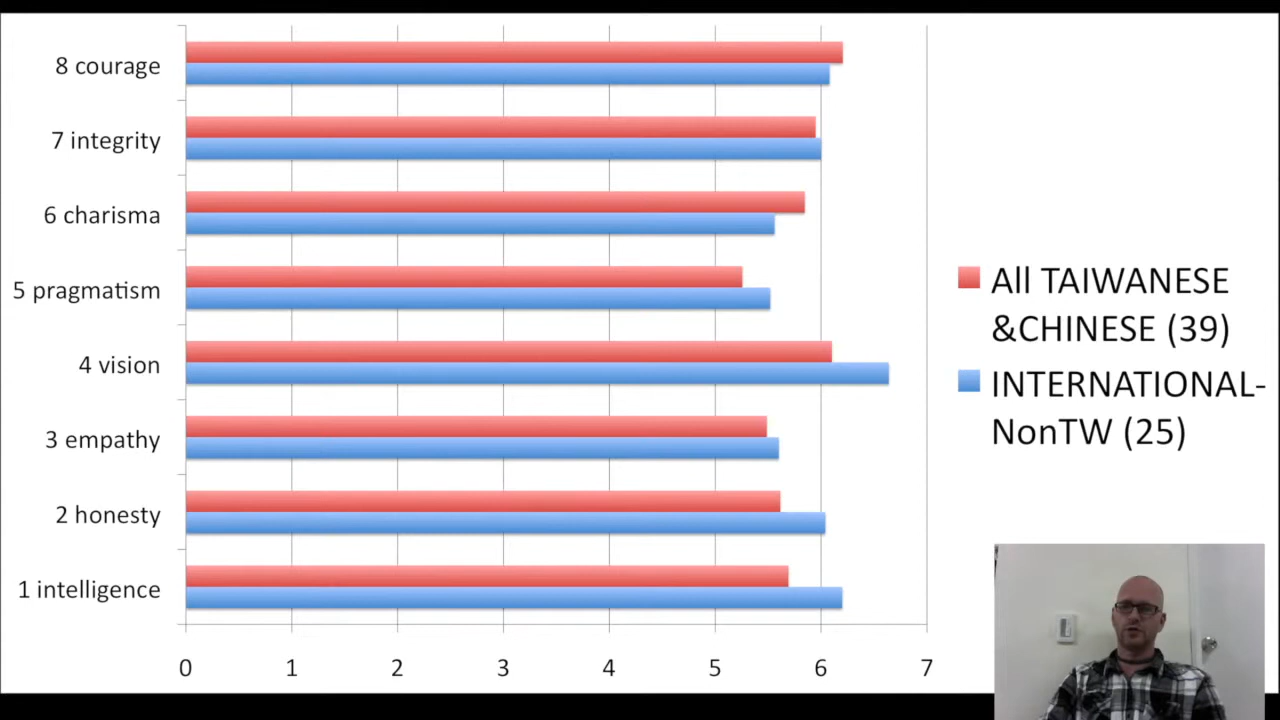 8 courage
7 integrity
6 charisma
5 pragmatism
4 vision
3 empathy
2 honesty
1 intelligence
0 1 2 3 4 5 6 7
All TAIWANESE
&CHINESE (39)
INTERNATIONAL-
NonTW (25)